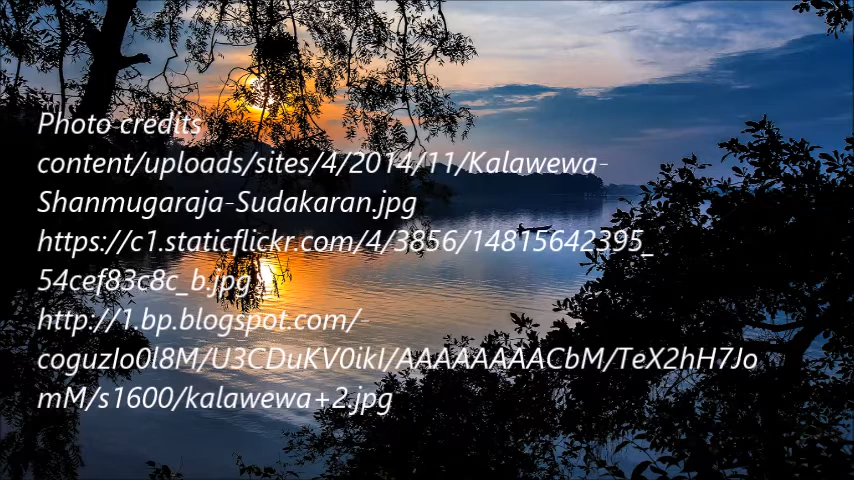 Photo credits
content/uploads/sites/4/2014/11/Kalawewa-
Shanmugaraja-Sudakaran.jpg
https://c1.staticflickr.com/4/3856/14815642395_
54cef83c8c_b.jpg
http://1.bp.blogspot.com/-
coguzIo0l8M/U3CDuKV0ikI/AAAAAAAACbM/TeX2hH7Jo
mM/s1600/kalawewa+2.jpg